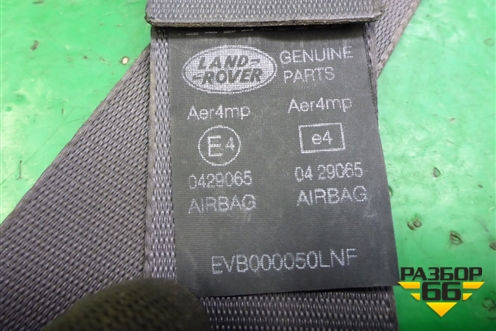 LAND-
-ROVER
GENUINE
PARTS
Aer4mp Aer4mp
E4 e4
0429065 04 29065
AIRBAG AIRBAG
EVB000050LNF
РАЗБОР
66